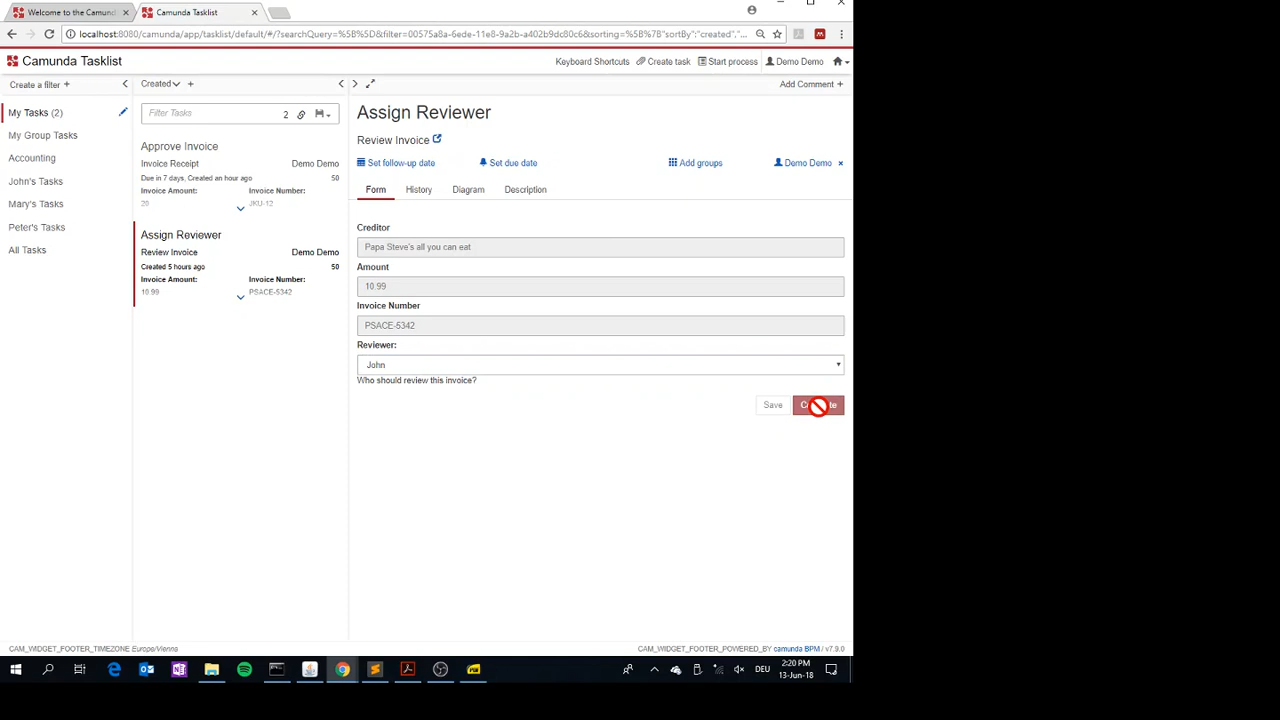 Welcome to the Camund
Camunda Tasklist
localhost:8080/camunda/app/tasklist/default/#/?searchQuery=%5B%5D&filter=00575a8a-6ede-11e8-9a2b-a402b9dc80c6&sorting=%5B%7B"sortBy":"created","...
Camunda Tasklist
Keyboard Shortcuts
Create task
Start process
Demo Demo
Create a filter +
Created
Add Comment +
My Tasks (2)
My Group Tasks
Accounting
John's Tasks
Mary's Tasks
Peter's Tasks
All Tasks
Filter Tasks
2
Approve Invoice
Invoice Receipt
Demo Demo
Due in 7 days, Created an hour ago
50
Invoice Amount:
Invoice Number:
20
JKU-12
Assign Reviewer
Review Invoice
Demo Demo
Created 5 hours ago
50
Invoice Amount:
Invoice Number:
10.99
PSACE-5342
Assign Reviewer
Review Invoice
Set follow-up date
Set due date
Add groups
Demo Demo
Form
History
Diagram
Description
Creditor
Papa Steve's all you can eat
Amount
10.99
Invoice Number
PSACE-5342
Reviewer:
John
Who should review this invoice?
Save
CAM_WIDGET_FOOTER_TIMEZONE Europe/Vienna
CAM_WIDGET_FOOTER_POWERED_BY camunda BPM / v7.9.0
DEU
2:20 PM
13-Jun-18